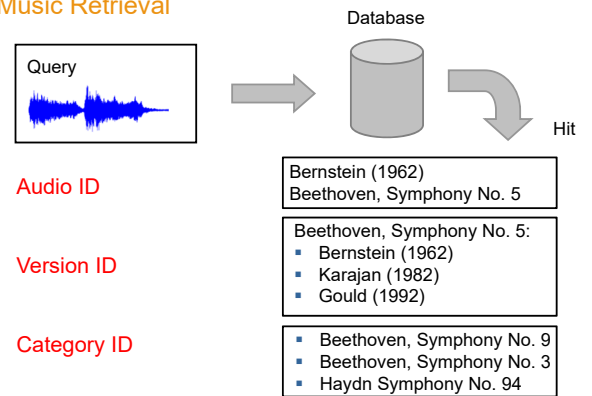 Music Retrieval
Database
Query
Hit
Audio ID
Bernstein (1962)
Beethoven, Symphony No. 5
Version ID
Beethoven, Symphony No. 5:
▪ Bernstein (1962)
▪ Karajan (1982)
▪ Gould (1992)
Category ID
▪ Beethoven, Symphony No. 9
▪ Beethoven, Symphony No. 3
▪ Haydn Symphony No. 94